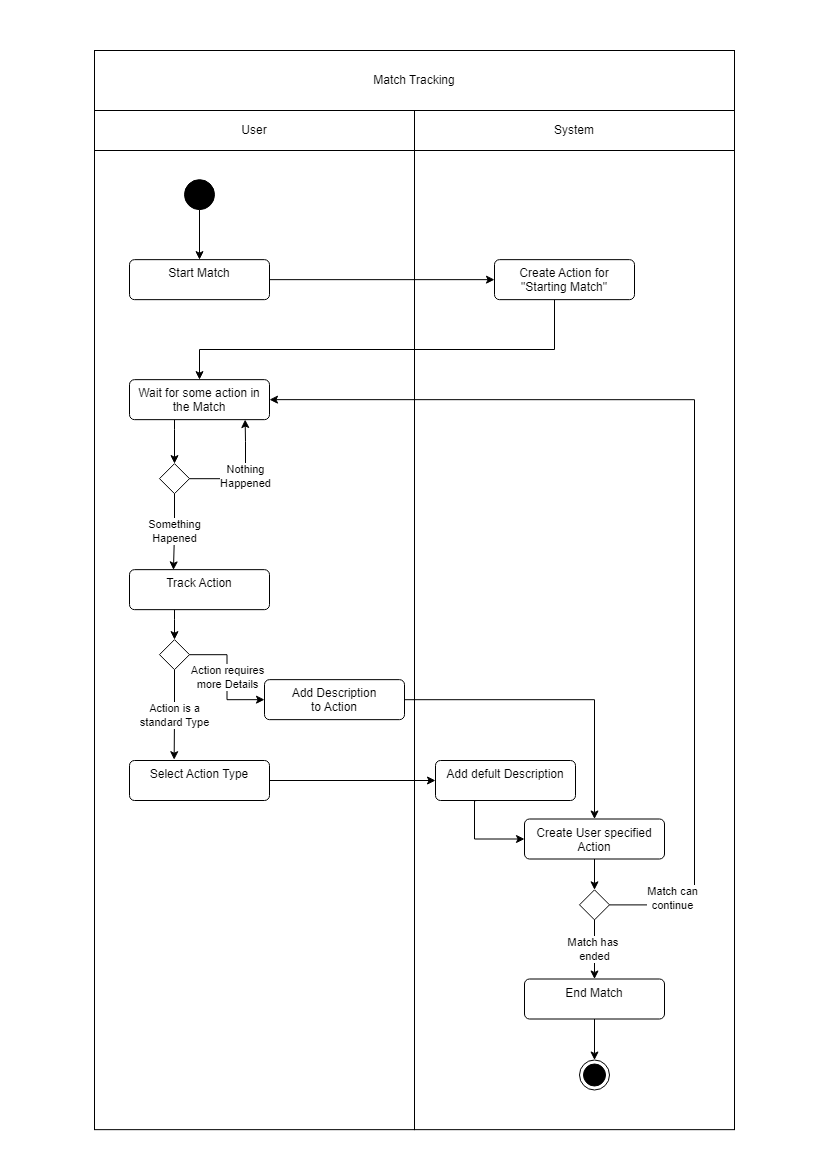 Match Tracking
User
System
Start Match
Create Action for
"Starting Match"
Wait for some action in
the Match
Nothing
Happened
Something
Hapened
Track Action
Action requires
more Details
Add Description
to Action
Action is a
standard Type
Select Action Type
Add defult Description
Create User specified
Action
Match can
continue
Match has
ended
End Match